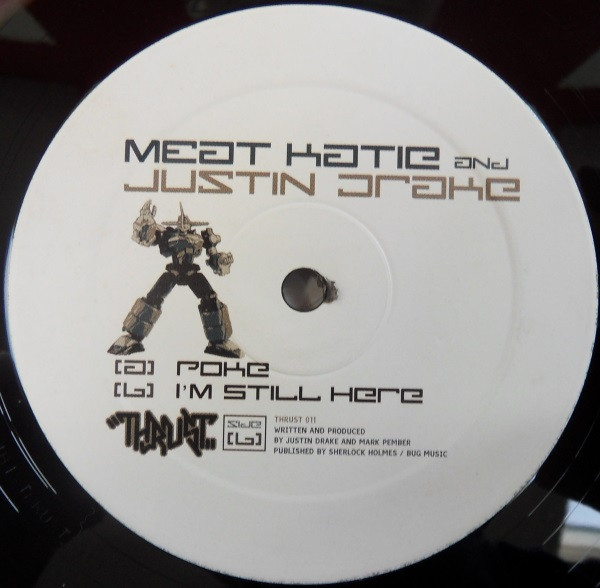 MEAT KATIE AND
JUSTIN DRAKE
[A] POKE
[b] I'M STILL HERE
"THRUST"
SIDE
[b]
THRUST 011
WRITTEN AND PRODUCED
BY JUSTIN DRAKE AND MARK PEMBER
PUBLISHED BY SHERLOCK HOLMES / BUG MUSIC